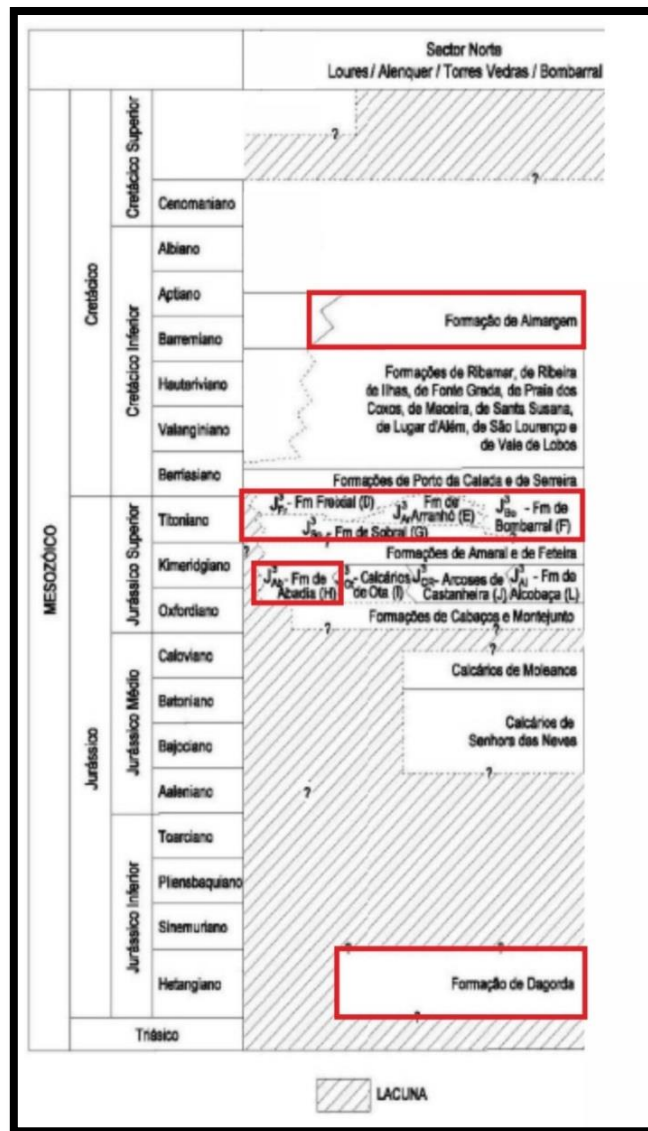 Sector Norte
Loures / Alenquer / Torres Vedras / Bombarral
MESOZÓICO
Cretácico
Cretácico Superior
?
?
Cenomaniano
Cretácico Inferior
Albiano
Aptiano
Barremiano
Formação de Almargem
Hauteriviano
Valanginiano
Formações de Ribamar, de Ribeira
de Ilhas, de Fonte Grada, de Praia dos
Coxos, de Maceira, de Santa Susana,
de Lugar d'Além, de São Lourenço e
de Vale de Lobos
Berriasiano
Formações de Porto da Calada e de Serreira
Jurássico
Jurássico Superior
Titoniano
- Fm Freixial (D)
Fm de
Arranhó (E)
- Fm de
Bombarral (F)
- Fm de Sobral (G)
?
Kimeridgiano
Formações de Amaral e de Feteira
- Fm de
Abadia (H)
- Calcários
de Ota (I)
- Arcoses de
Castanheira (J)
- Fm de
Alcobaça (L)
Oxfordiano
Formações de Cabaços e Montejunto
?
?
Jurássico Médio
Caloviano
?
Calcários de Moleanos
Batoniano
Bajociano
Calcários de
Senhora das Neves
Aaleniano
?
?
Jurássico Inferior
Toarciano
Pliensbaquiano
Sinemuriano
?
?
Hetangiano
Formação de Dagorda
?
Triásico
LACUNA